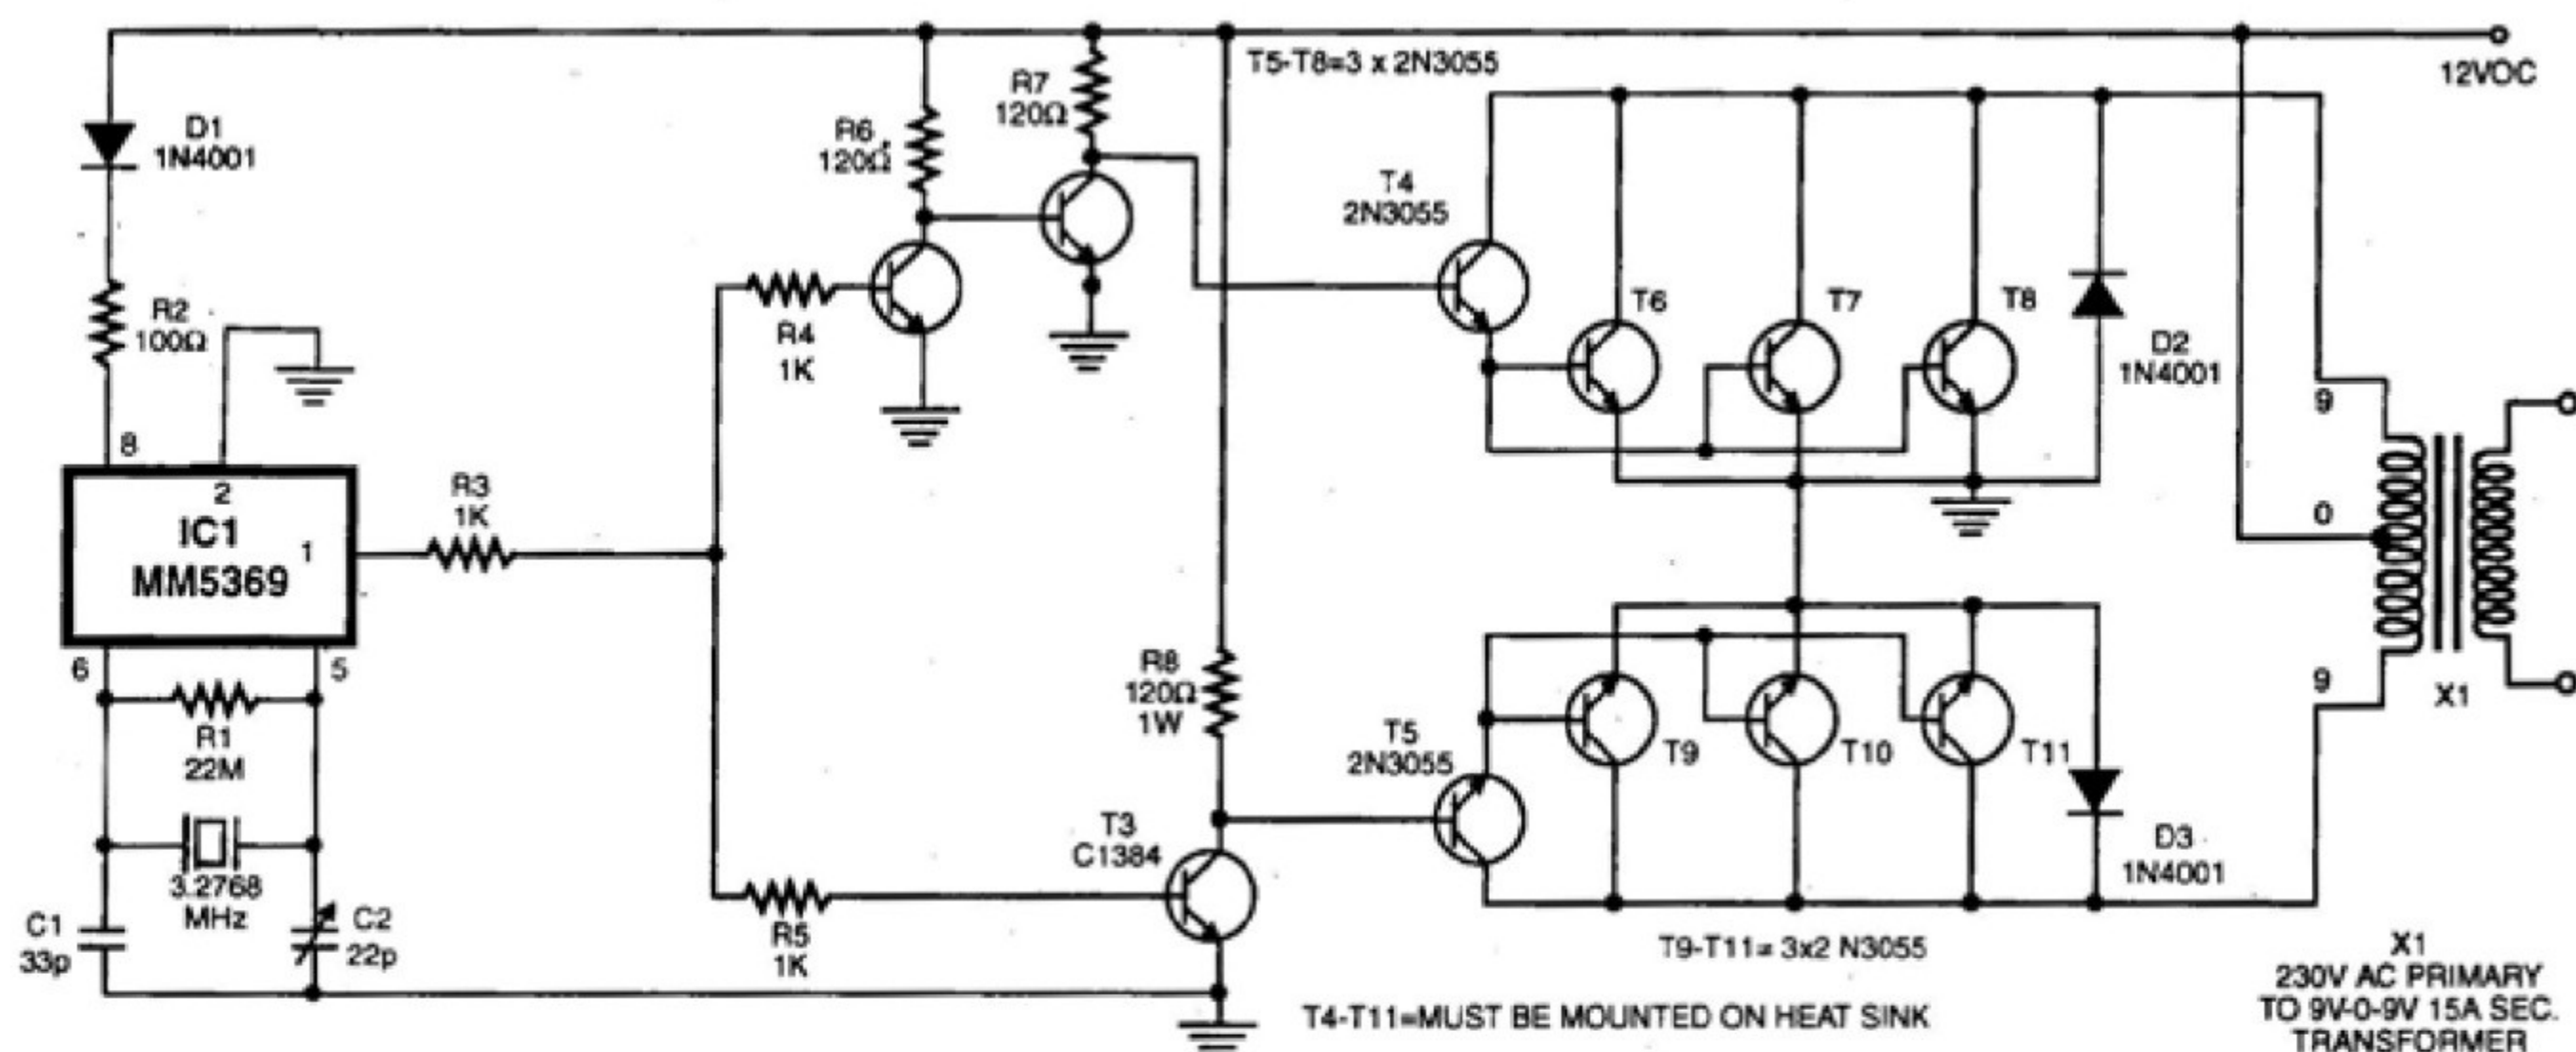 T5-T8=3 x 2N3055
12VOC
D1
1N4001
R6
120Ω
R7
120Ω
T4
2N3055
R2
100Ω
R4
1K
T6
T7
T8
D2
1N4001
9
8
2
IC1
MM5369
1
R3
1K
0
6
5
R1
22M
3.2768
MHz
C1
33p
C2
22p
R8
120Ω
1W
T3
C1384
R5
1K
T5
2N3055
T9
T10
T11
D3
1N4001
9
X1
T9-T11= 3x2 N3055
T4-T11=MUST BE MOUNTED ON HEAT SINK
X1
230V AC PRIMARY
TO 9V-0-9V 15A SEC.
TRANSFORMER